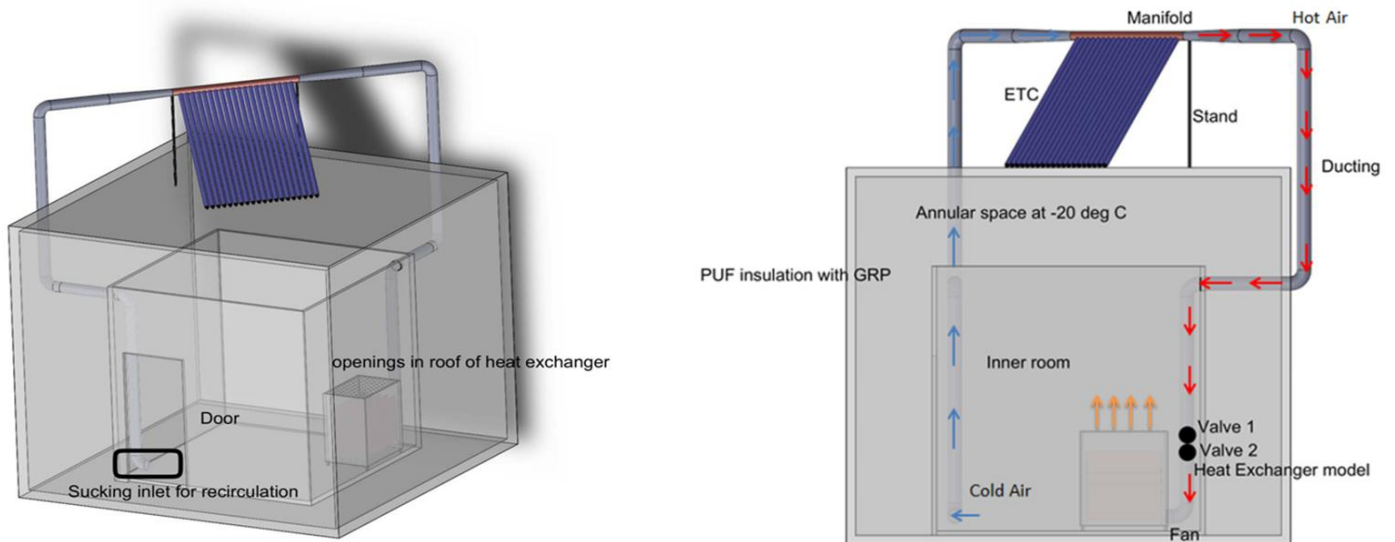 openings in roof of heat exchanger
Door
Sucking inlet for recirculation
Manifold
Hot Air
ETC
Stand
Ducting
Annular space at -20 deg C
PUF insulation with GRP
Inner room
Valve 1
Valve 2
Heat Exchanger model
Cold Air
Fan